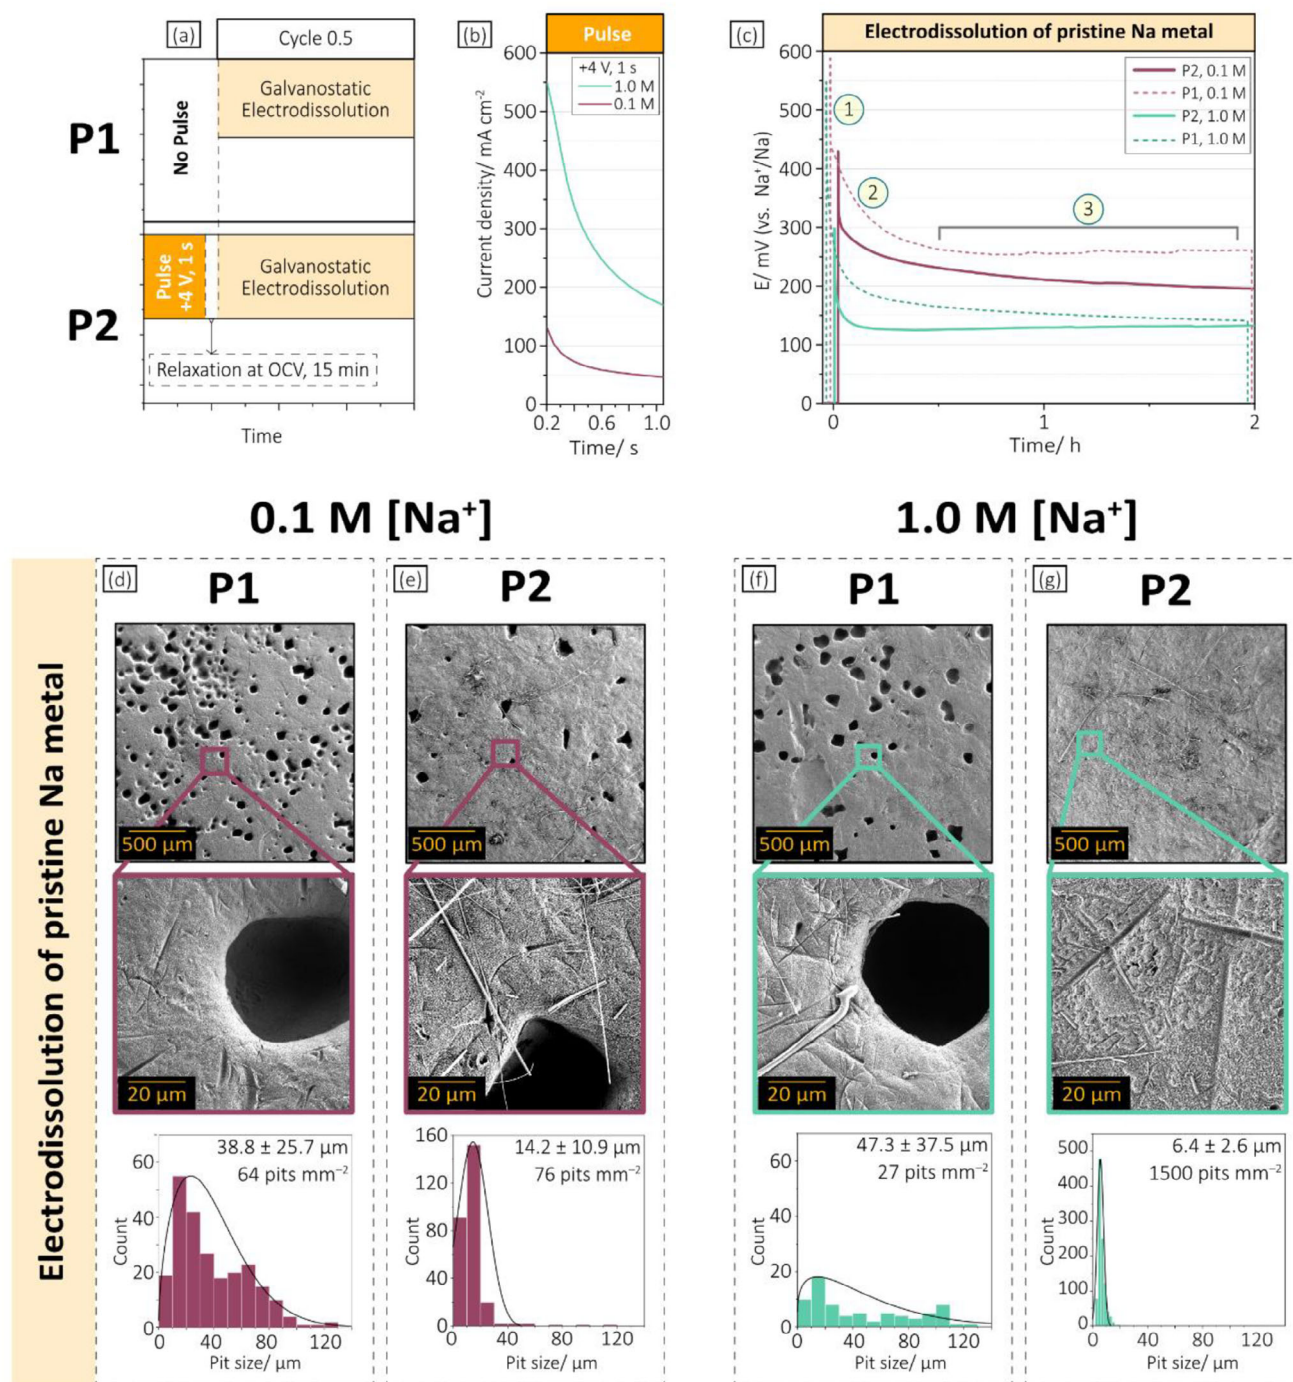 (a)
Cycle 0.5
P1
No Pulse
Galvanostatic
Electrodissolution
P2
Pulse
+4 V, 1 s
Galvanostatic
Electrodissolution
Relaxation at OCV, 15 min
Time
(b)
Pulse
600
500
400
300
200
100
0
+4 V, 1 s
1.0 M
0.1 M
Current density/ mA cm⁻²
0.2 0.6 1.0
Time/ s
(c)
Electrodissolution of pristine Na metal
600
500
400
300
200
100
0
P2, 0.1 M
P1, 0.1 M
P2, 1.0 M
P1, 1.0 M
1
2
3
E/ mV (vs. Na⁺/Na)
0 1 2
Time/ h
0.1 M [Na⁺]
1.0 M [Na⁺]
Electrodissolution of pristine Na metal
(d)
P1
500 µm
20 µm
38.8 ± 25.7 µm
64 pits mm⁻²
60
40
20
0
Count
0 40 80 120
Pit size/ µm
(e)
P2
500 µm
20 µm
14.2 ± 10.9 µm
76 pits mm⁻²
160
120
80
40
0
Count
0 40 80 120
Pit size/ µm
(f)
P1
500 µm
20 µm
47.3 ± 37.5 µm
27 pits mm⁻²
60
40
20
0
Count
0 40 80 120
Pit size/ µm
(g)
P2
500 µm
20 µm
6.4 ± 2.6 µm
1500 pits mm⁻²
500
400
300
200
100
0
Count
0 40 80 120
Pit size/ µm